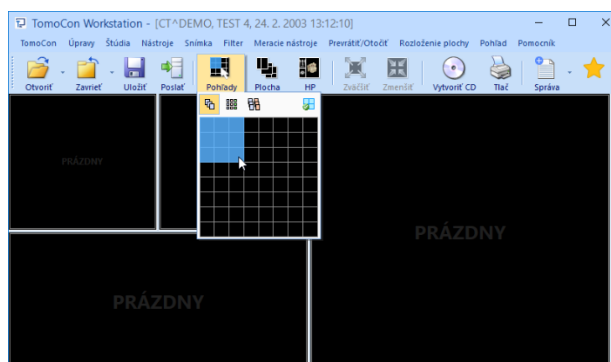 TomoCon Workstation - [CT^DEMO, TEST 4, 24. 2. 2003 13:12:10]
TomoCon Úpravy Štúdia Nástroje Snímka Filter Meracie nástroje Prevrátiť/Otočiť Rozloženie plochy Pohľad Pomocník
Otvoriť Zavrieť Uložiť Poslať Pohľady Plocha HP Zväčšiť Zmenšiť Vytvoriť CD Tlač Správa
PRÁZDNY
PRÁZDNY
PRÁZDNY